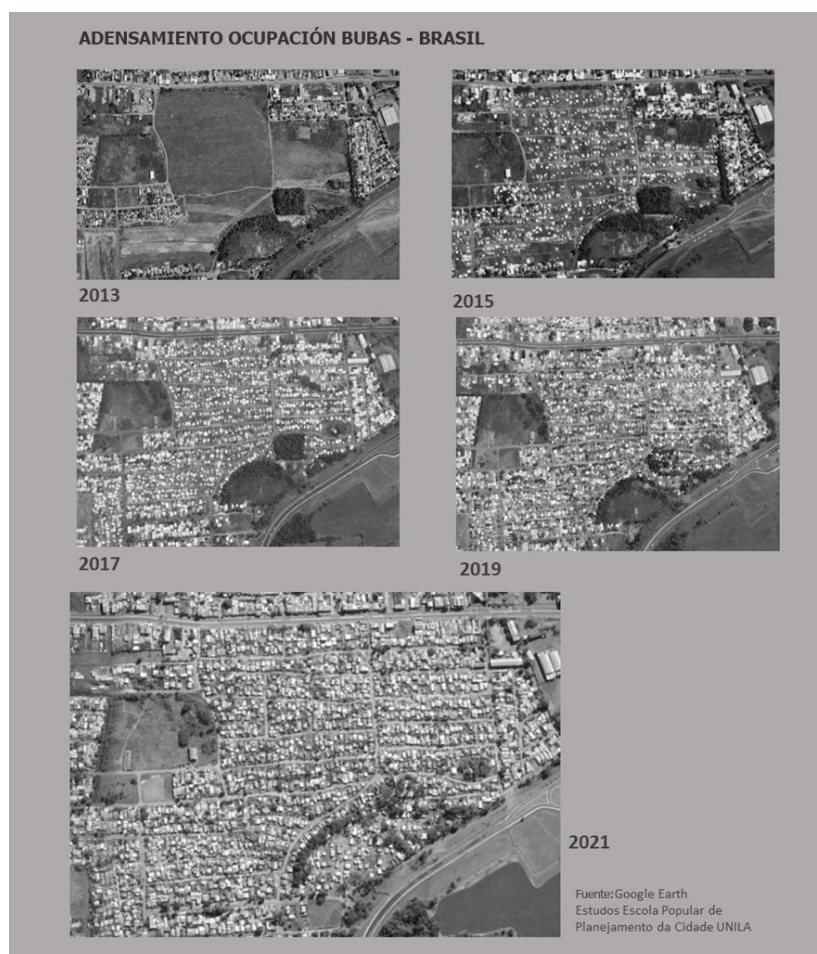 ADENSAMIENTO OCUPACIÓN BUBAS - BRASIL
2013
2015
2017
2019
2021
Fuente:Google Earth
Estudos Escola Popular de
Planejamento da Cidade UNILA